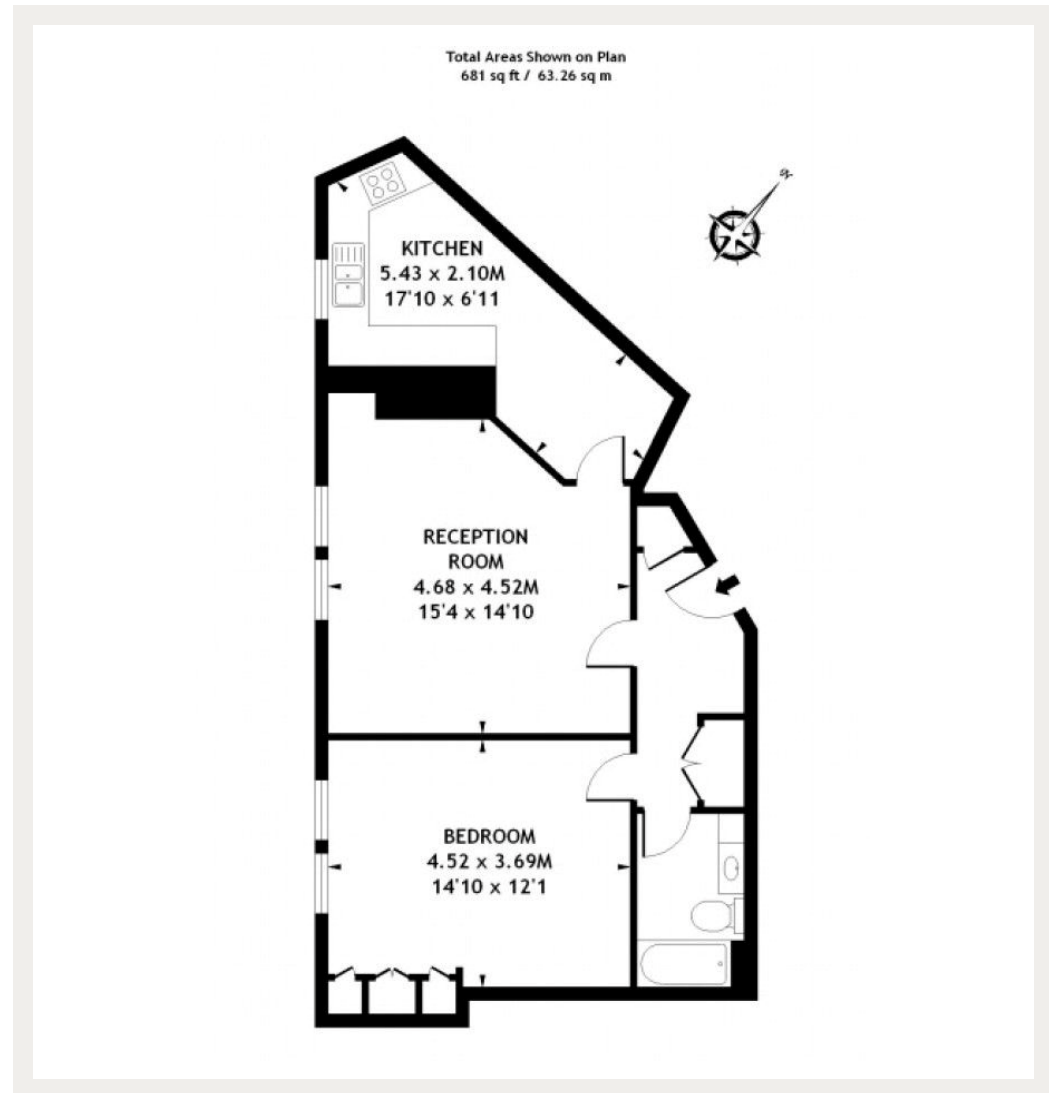 Total Areas Shown on Plan
681 sq ft / 63.26 sq m
N
KITCHEN
5.43 x 2.10M
17'10 x 6'11
RECEPTION
ROOM
4.68 x 4.52M
15'4 x 14'10
BEDROOM
4.52 x 3.69M
14'10 x 12'1